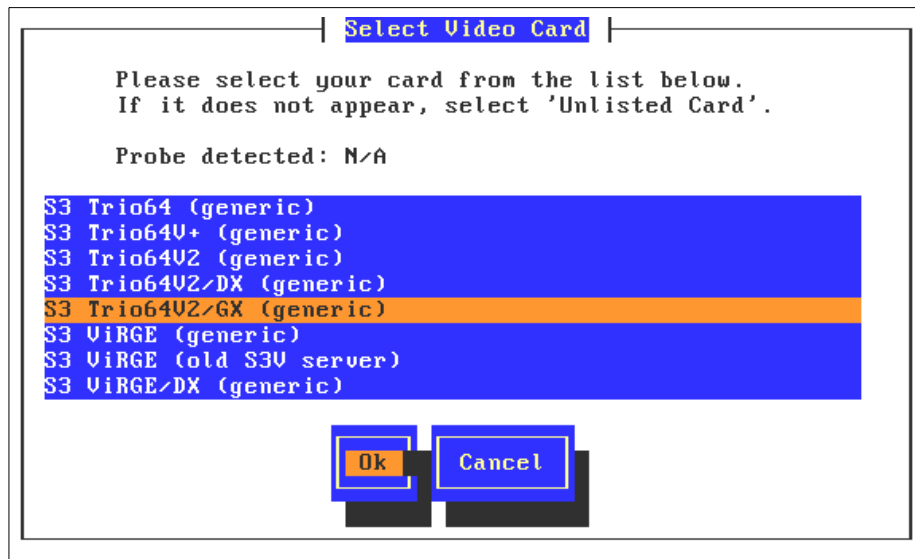 Select Video Card
Please select your card from the list below.
If it does not appear, select 'Unlisted Card'.
Probe detected: N/A
S3 Trio64 (generic)
S3 Trio64V+ (generic)
S3 Trio64V2 (generic)
S3 Trio64V2/DX (generic)
S3 Trio64V2/GX (generic)
S3 ViRGE (generic)
S3 ViRGE (old S3V server)
S3 ViRGE/DX (generic)
Ok Cancel